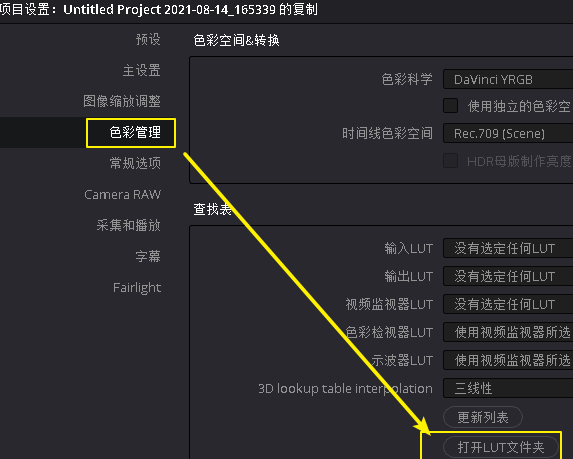 项目设置：Untitled Project 2021-08-14_165339 的复制
预设
主设置
图像缩放调整
色彩管理
常规选项
Camera RAW
采集和播放
字幕
Fairlight
色彩空间&转换
色彩科学 DaVinci YRGB
使用独立的色彩空
时间线色彩空间 Rec.709 (Scene)
HDR母版制作亮度
查找表
输入LUT 没有选定任何LUT
输出LUT 没有选定任何LUT
视频监视器LUT 没有选定任何LUT
色彩检视器LUT 使用视频监视器所选
示波器LUT 使用视频监视器所选
3D lookup table interpolation 三线性
更新列表
打开LUT文件夹